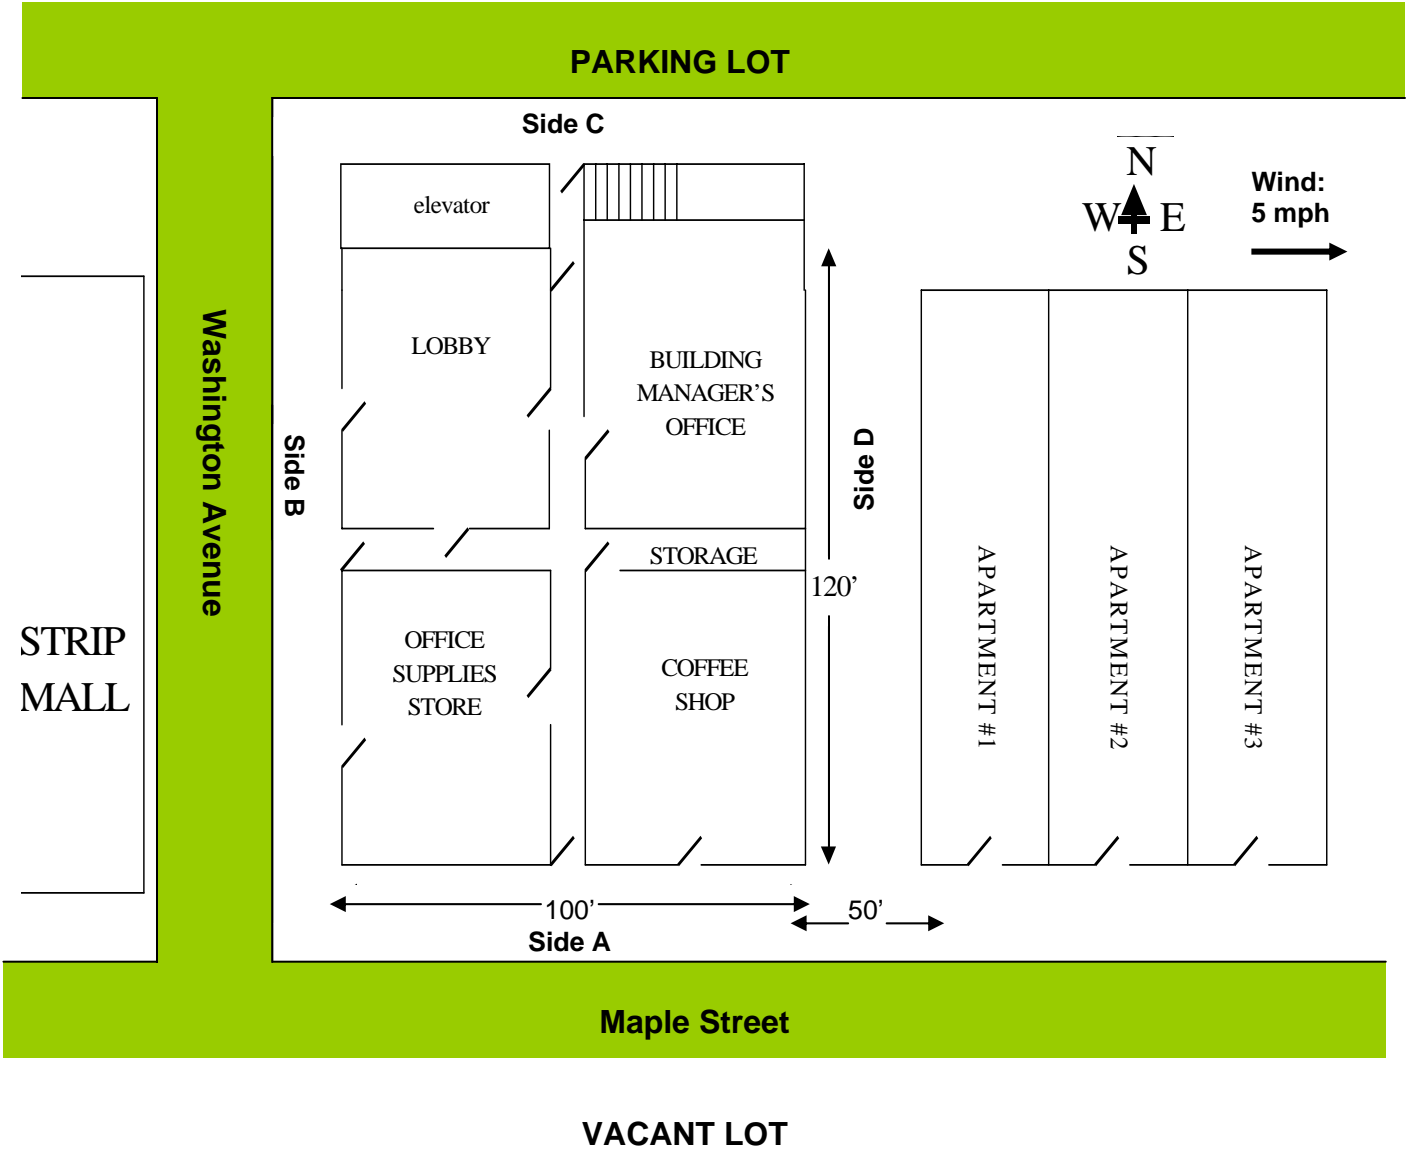 PARKING LOT
Side C
N
W E
S
Wind:
5 mph
elevator
LOBBY
BUILDING
MANAGER’S
OFFICE
Washington Avenue
Side B
Side D
STORAGE
120’
STRIP
MALL
OFFICE
SUPPLIES
STORE
COFFEE
SHOP
APARTMENT #1
APARTMENT #2
APARTMENT #3
100’
50’
Side A
Maple Street
VACANT LOT